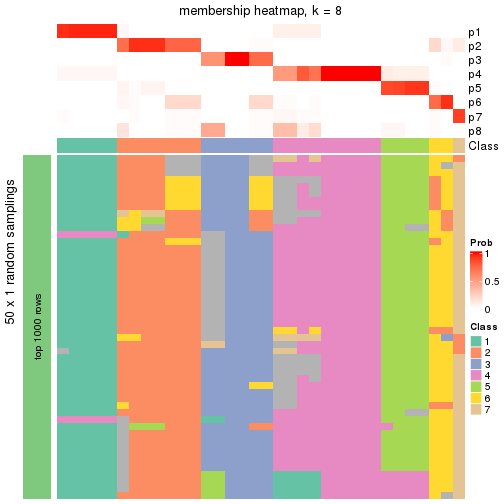 membership heatmap, k = 8
p1
p2
p3
p4
p5
p6
p7
p8
Class
50 x 1 random samplings
top 1000 rows
Prob
1
0.5
0
Class
1
2
3
4
5
6
7